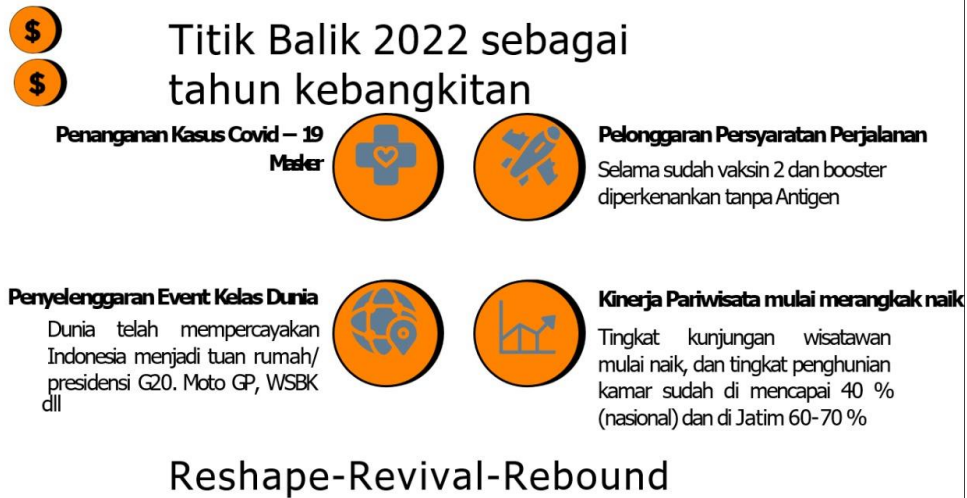 $
$
Titik Balik 2022 sebagai
tahun kebangkitan
Penanganan Kasus Covid – 19
Masker
Pelonggaran Persyaratan Perjalanan
Selama sudah vaksin 2 dan booster
diperkenankan tanpa Antigen
Penyelenggaran Event Kelas Dunia
Dunia telah mempercayakan
Indonesia menjadi tuan rumah/
presidensi G20. Moto GP, WSBK
dll
Kinerja Pariwisata mulai merangkak naik
Tingkat kunjungan wisatawan
mulai naik, dan tingkat penghunian
kamar sudah di mencapai 40 %
(nasional) dan di Jatim 60-70 %
Reshape-Revival-Rebound